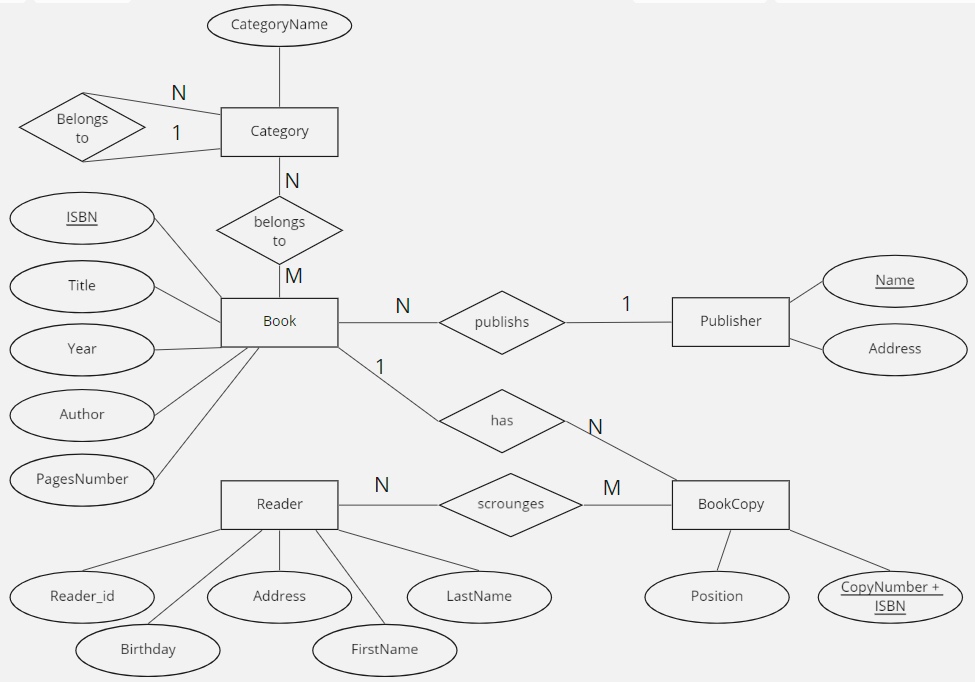 CategoryName
N
Belongs
to
1
Category
N
belongs
to
M
ISBN
Title
Year
Author
PagesNumber
Book
N
publishs
1
Publisher
Name
Address
1
has
N
Reader
N
scrounges
M
BookCopy
Reader_id
Birthday
Address
FirstName
LastName
Position
CopyNumber +
ISBN